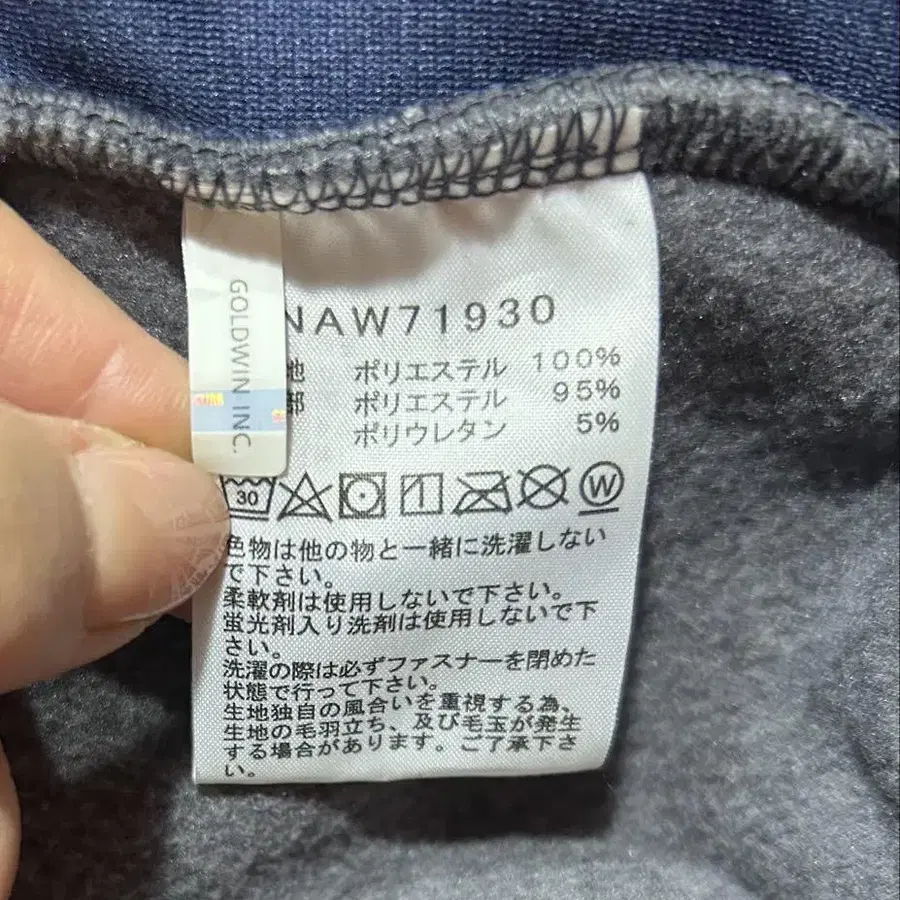 GOLDWIN INC.
NAW71930
地 ポリエステル 100%
部 ポリエステル 95%
ポリウレタン 5%
30
W
色物は他の物と一緒に洗濯しない
で下さい。
柔軟剤は使用しないで下さい。
蛍光剤入り洗剤は使用しないで下
さい。
洗濯の際は必ずファスナーを閉めた
状態で行って下さい。
生地独自の風合いを重視する為、
生地の毛羽立ち、及び毛玉が発生
する場合があります。ご了承下さ
い。